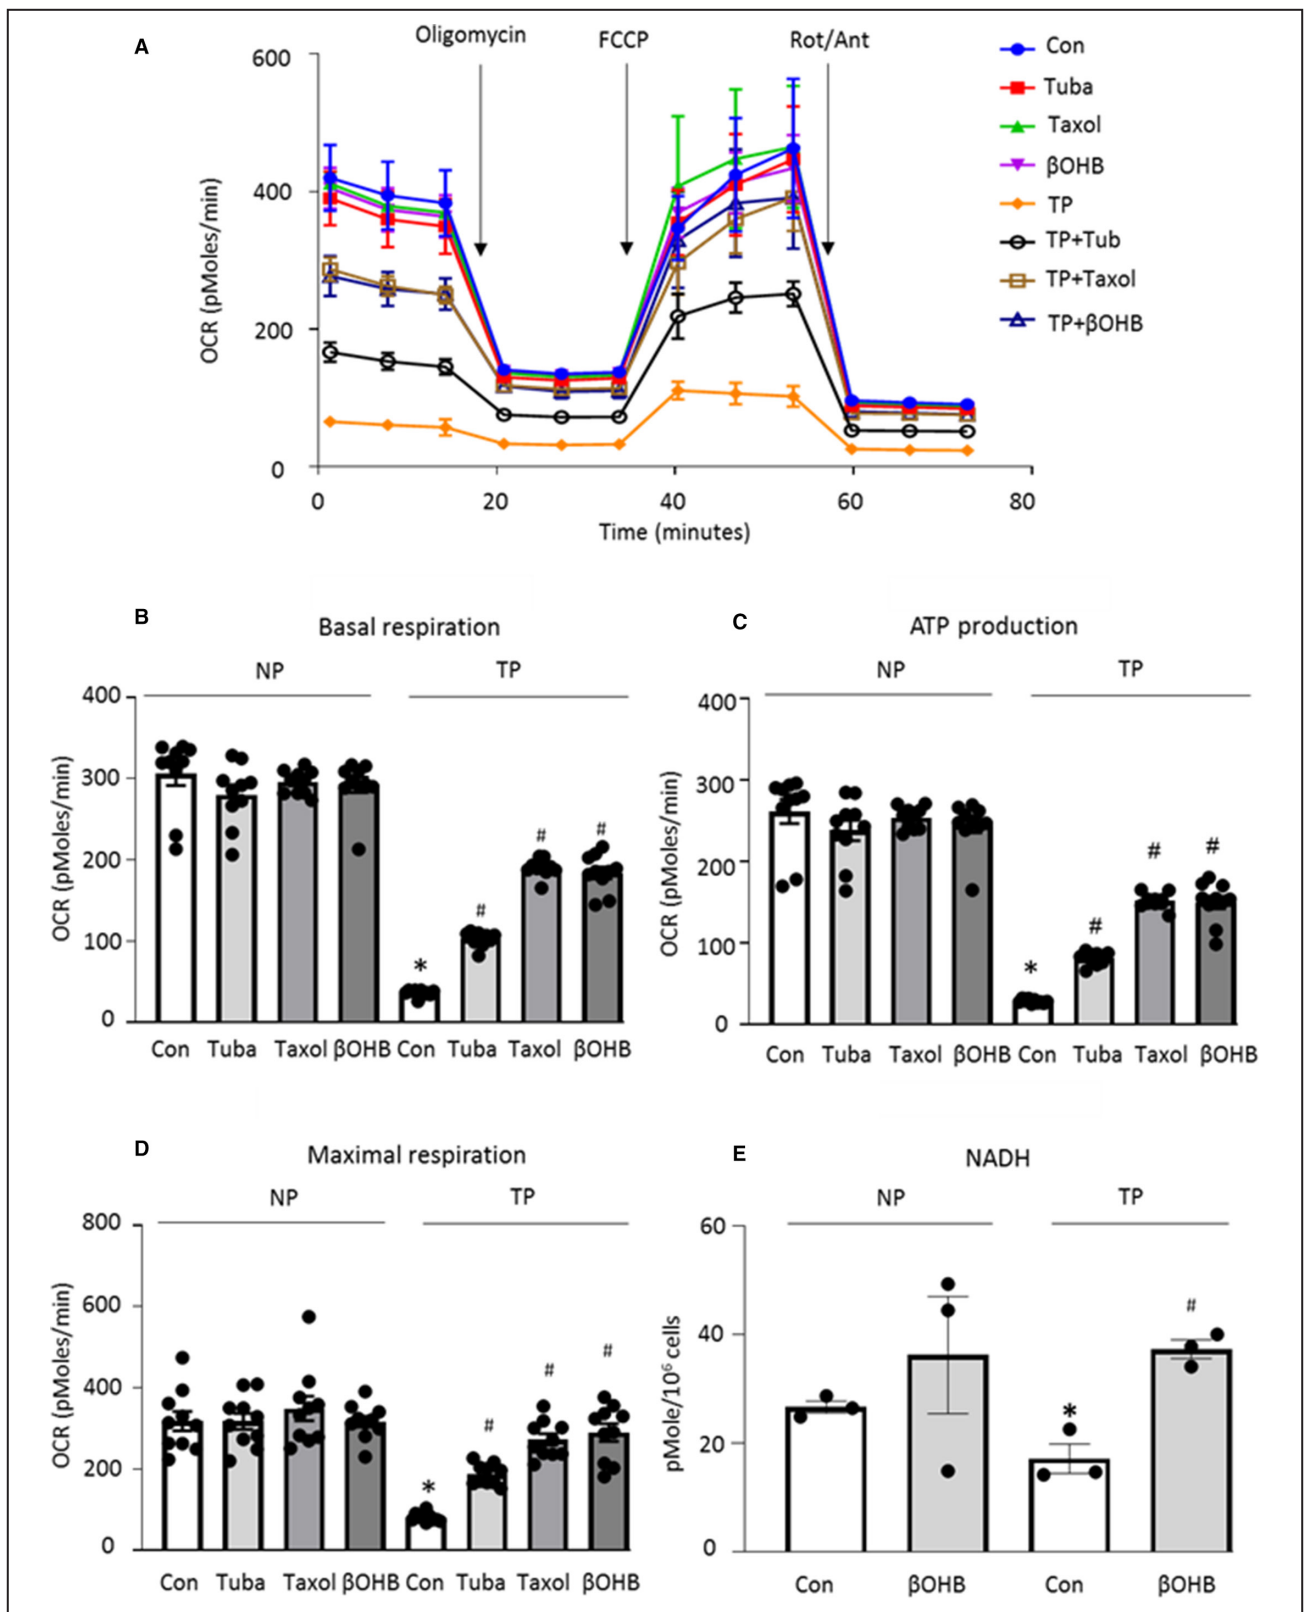 A
Oligomycin FCCP Rot/Ant
600
400
200
0
OCR (pMoles/min)
0 20 40 60 80
Time (minutes)
Con
Tuba
Taxol
βOHB
TP
TP+Tub
TP+Taxol
TP+βOHB
B
Basal respiration
NP TP
400
300
200
100
0
OCR (pMoles/min)
# # #
*
Con Tuba Taxol βOHB Con Tuba Taxol βOHB
C
ATP production
NP TP
400
300
200
100
0
OCR (pMoles/min)
# # #
*
Con Tuba Taxol βOHB Con Tuba Taxol βOHB
D
Maximal respiration
NP TP
800
600
400
200
0
OCR (pMoles/min)
# # #
*
Con Tuba Taxol βOHB Con Tuba Taxol βOHB
E
NADH
NP TP
60
40
20
0
pMole/10⁶ cells
#
*
Con βOHB Con βOHB